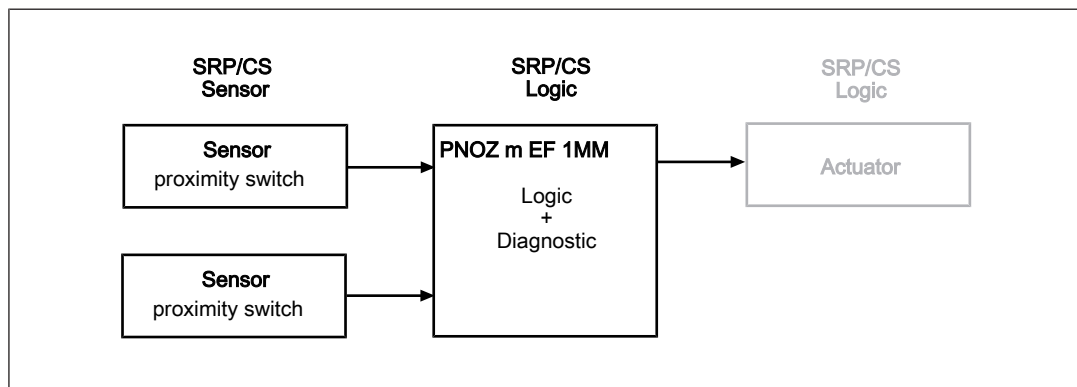 SRP/CS
Sensor
SRP/CS
Logic
SRP/CS
Logic
Sensor
proximity switch
PNOZ m EF 1MM
Logic
+
Diagnostic
Actuator
Sensor
proximity switch